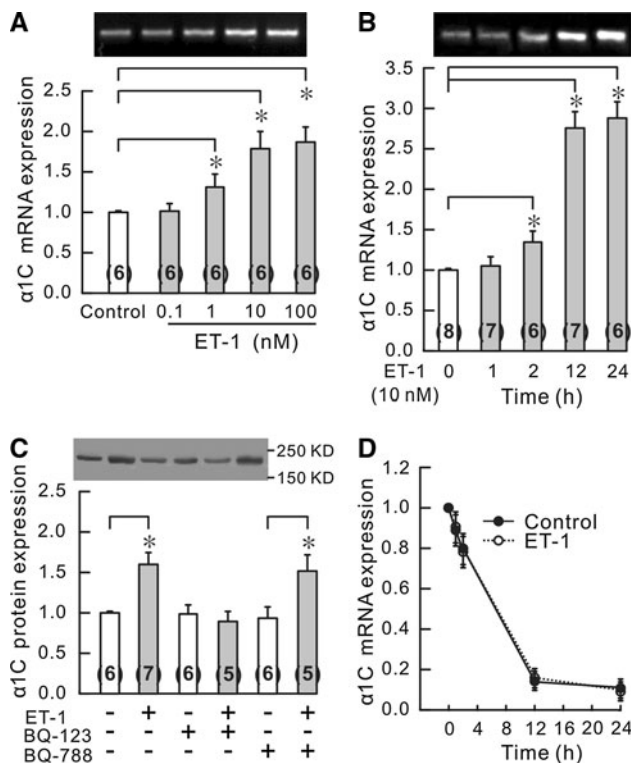 A
α1C mRNA expression
2.5
2.0
1.5
1.0
0.5
0.0
*
*
*
(6) (6) (6) (6) (6)
Control 0.1 1 10 100
ET-1 (nM)
B
α1C mRNA expression
3.5
3.0
2.5
2.0
1.5
1.0
0.5
0.0
*
*
*
(8) (7) (6) (7) (6)
ET-1 0 1 2 12 24
(10 nM) Time (h)
C
250 KD
150 KD
α1C protein expression
2.0
1.5
1.0
0.5
0.0
* *
(6) (7) (6) (5) (6) (5)
ET-1 - + - + - +
BQ-123 - - + + - -
BQ-788 - - - - + +
D
α1C mRNA expression
1.2
1.0
0.8
0.6
0.4
0.2
0.0
Control
ET-1
0 4 8 12 16 20 24
Time (h)